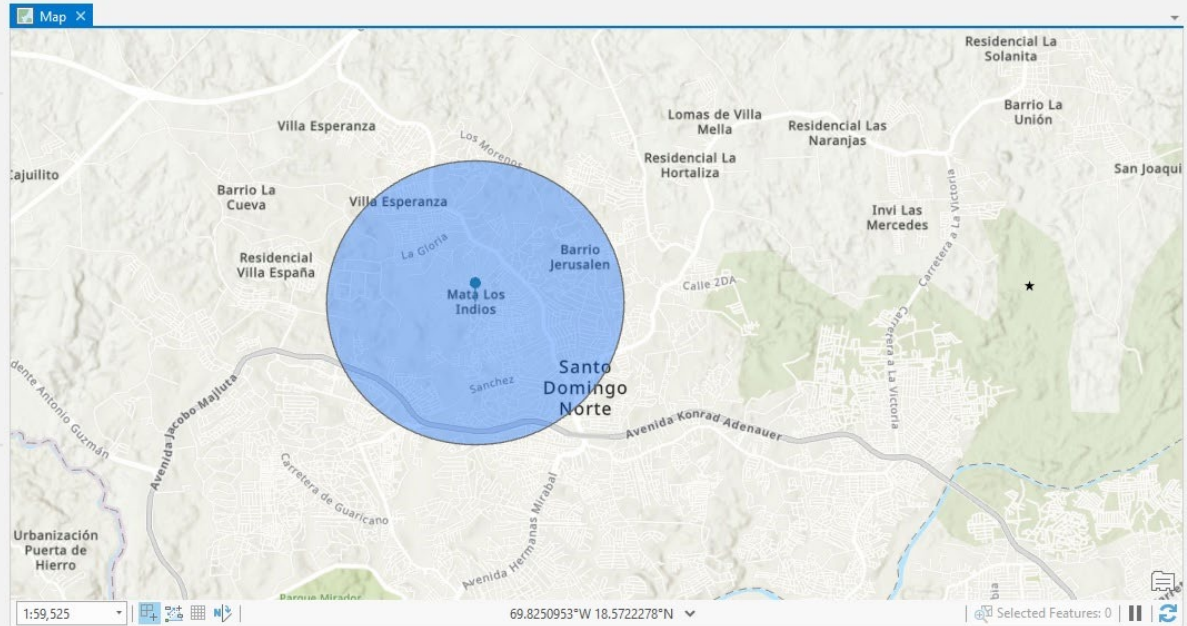 Map
Residencial La
Solanita
Lomas de Villa
Mella
Barrio La
Unión
Villa Esperanza
Residencial Las
Naranjas
Los Morenos
Residencial La
Hortaliza
San Joaqui
Cajuilito
Barrio La
Cueva
Villa Esperanza
Carretera a La Victoria
Invi Las
Mercedes
La Gloria
Barrio
Jerusalen
Residencial
Villa España
Calle 2DA
Mata Los
Indios
Carretera a La Victoria
Santo
Domingo
Norte
Sanchez
dente Antonio Guzmán
Avenida Jacobo Majluta
Avenida Konrad Adenauer
Carretera de Guaricano
Avenida Hermanas Mirabal
Urbanización
Puerta de
Hierro
Parque Mirador
1:59,525
69.8250953°W 18.5722278°N
Selected Features: 0